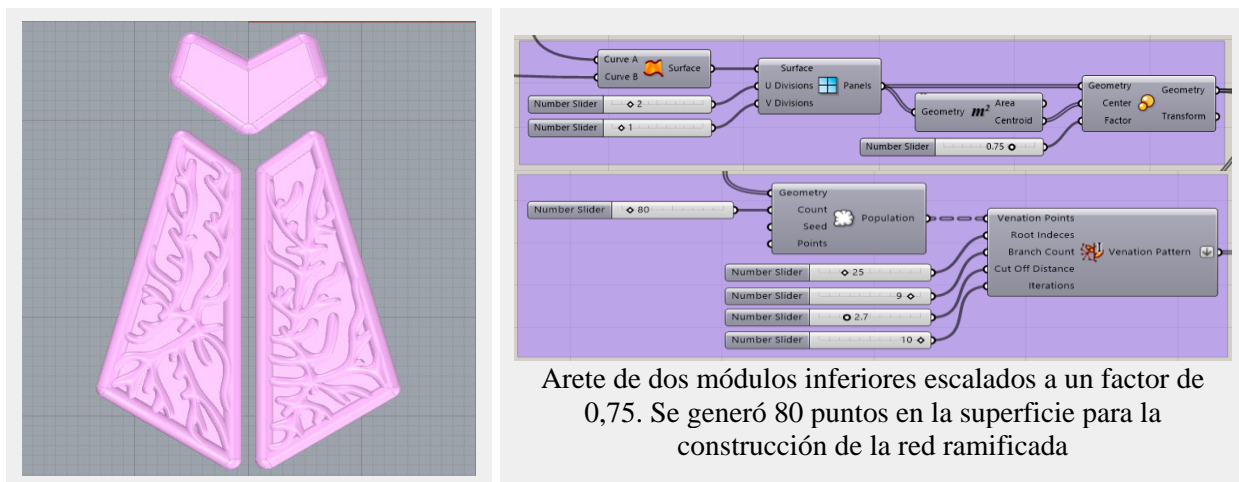 Curve A
Curve B
Surface
Surface
U Divisions
V Divisions
Panels
Number Slider 2
Number Slider 1
Geometry
m²
Area
Centroid
Geometry
Center
Factor
Geometry
Transform
Number Slider 0.75
Geometry
Count
Seed
Points
Population
Number Slider 80
Venation Points
Root Indeces
Branch Count
Cut Off Distance
Iterations
Venation Pattern
Number Slider 25
Number Slider 9
Number Slider 2.7
Number Slider 10
Arete de dos módulos inferiores escalados a un factor de
0,75. Se generó 80 puntos en la superficie para la
construcción de la red ramificada